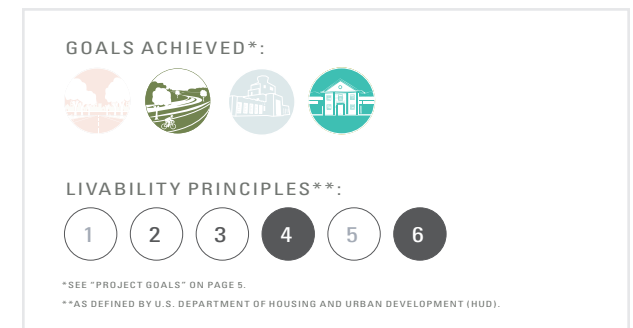 GOALS ACHIEVED*:
LIVABILITY PRINCIPLES**:
1 2 3 4 5 6
*SEE "PROJECT GOALS" ON PAGE 5.
**AS DEFINED BY U.S. DEPARTMENT OF HOUSING AND URBAN DEVELOPMENT (HUD).